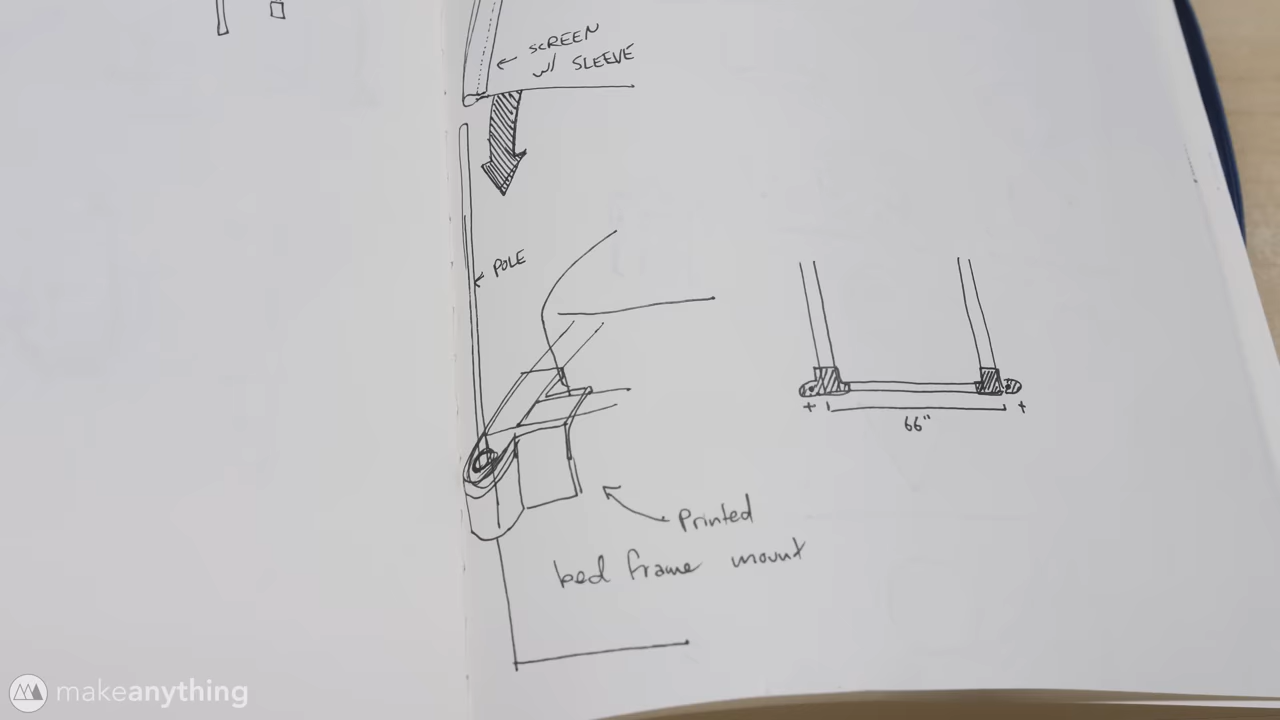 SCREEN
w/ SLEEVE
POLE
66"
Printed
bed frame mount
makeanything